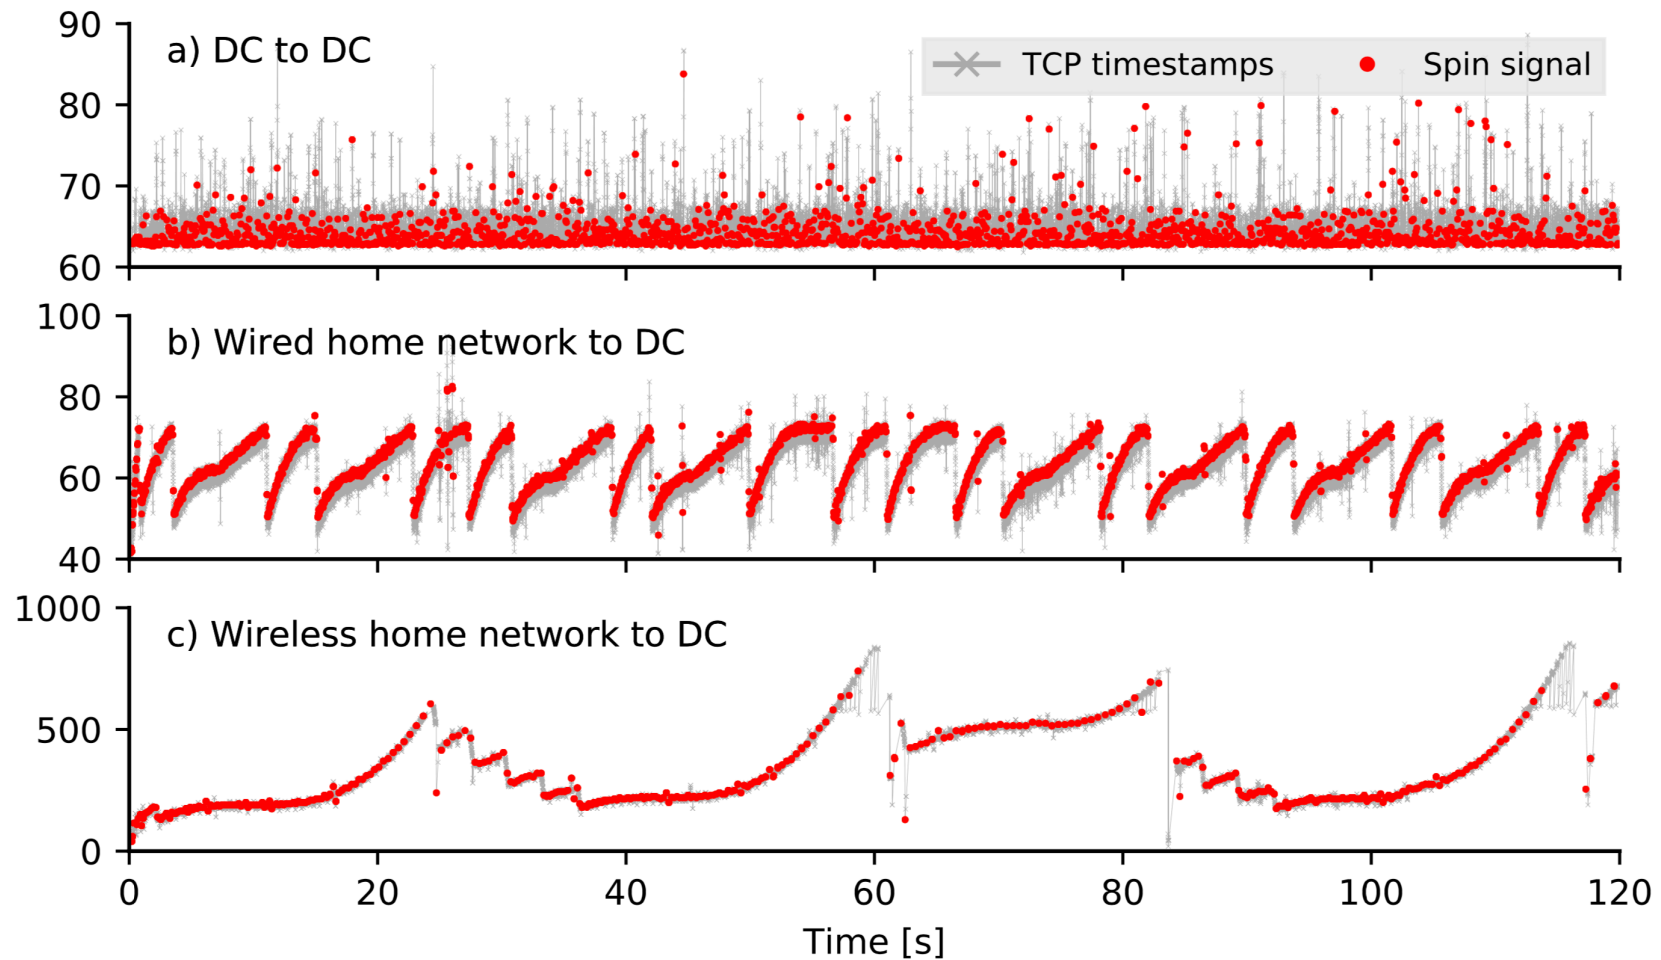 90
a) DC to DC
TCP timestamps Spin signal
80
70
60
100
b) Wired home network to DC
80
60
40
1000
c) Wireless home network to DC
500
0
0 20 40 60 80 100 120
Time [s]